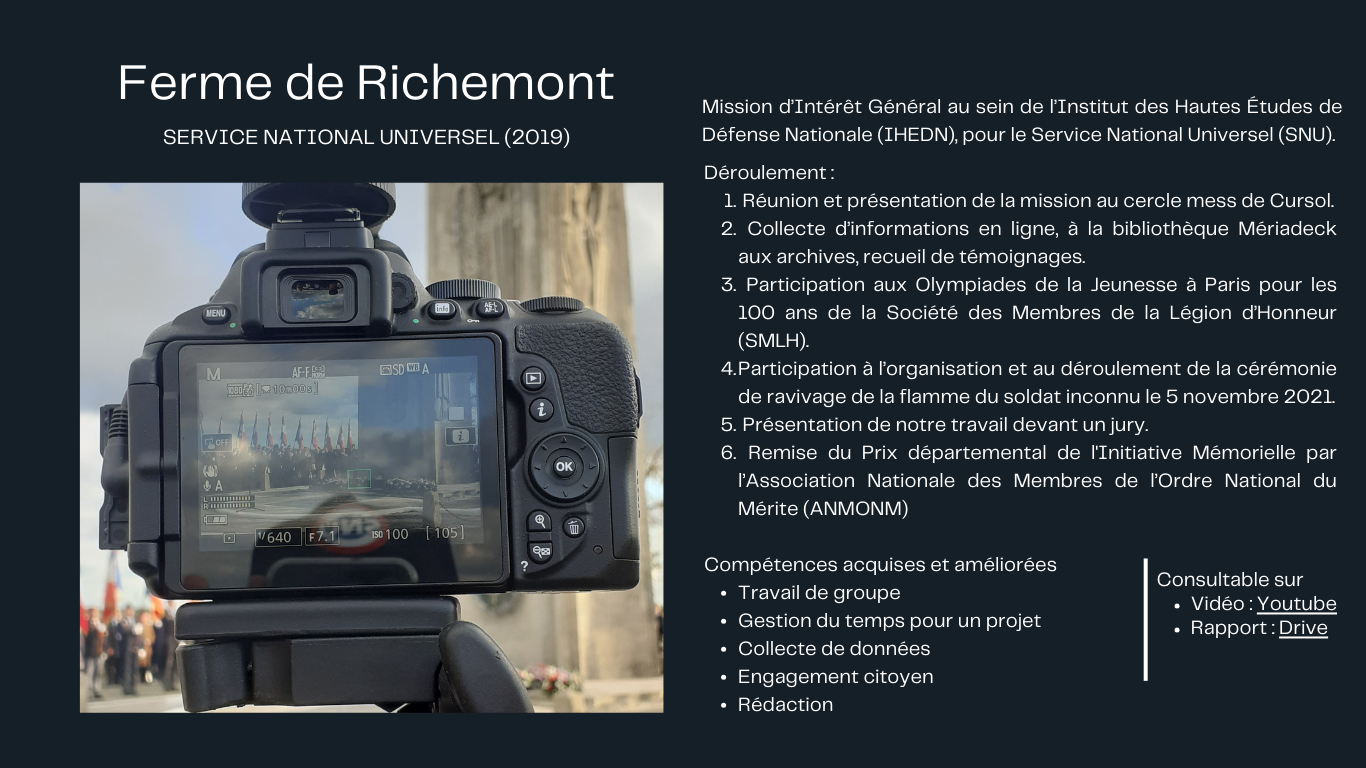 Ferme de Richemont
SERVICE NATIONAL UNIVERSEL (2019)
MENU
info
AE-L
AF-L
M
AF-F
SD
WB A
10m00s
OFF
A
L
R
1/640
F7.1
ISO 100
[105]
i
OK
?
Mission d'Intérêt Général au sein de l'Institut des Hautes Études de
Défense Nationale (IHEDN), pour le Service National Universel (SNU).
Déroulement :
1. Réunion et présentation de la mission au cercle mess de Cursol.
2. Collecte d'informations en ligne, à la bibliothèque Mériadeck
aux archives, recueil de témoignages.
3. Participation aux Olympiades de la Jeunesse à Paris pour les
100 ans de la Société des Membres de la Légion d'Honneur
(SMLH).
4.Participation à l'organisation et au déroulement de la cérémonie
de ravivage de la flamme du soldat inconnu le 5 novembre 2021.
5. Présentation de notre travail devant un jury.
6. Remise du Prix départemental de l'Initiative Mémorielle par
l'Association Nationale des Membres de l'Ordre National du
Mérite (ANMONM)
Compétences acquises et améliorées
• Travail de groupe
• Gestion du temps pour un projet
• Collecte de données
• Engagement citoyen
• Rédaction
Consultable sur
• Vidéo : Youtube
• Rapport : Drive